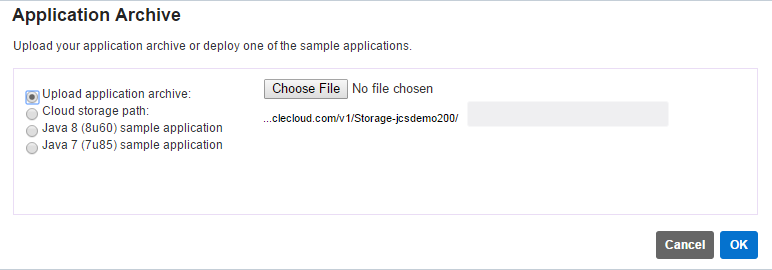 Application Archive
Upload your application archive or deploy one of the sample applications.
Upload application archive: Choose File No file chosen
Cloud storage path: ...clecloud.com/v1/Storage-jcsdemo200/
Java 8 (8u60) sample application
Java 7 (7u85) sample application
Cancel OK